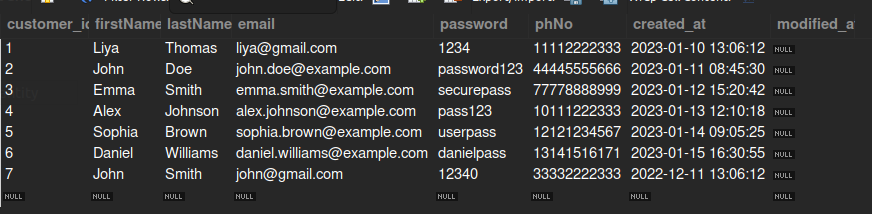 customer_id firstName lastName email password phNo created_at modified_at
1 Liya Thomas liya@gmail.com 1234 11112222333 2023-01-10 13:06:12 NULL
2 John Doe john.doe@example.com password123 44445555666 2023-01-11 08:45:30 NULL
3 Emma Smith emma.smith@example.com securepass 77778888999 2022-01-12 15:20:42 NULL
4 Alex Johnson alex.johnson@example.com pass123 10111222333 2023-01-13 12:10:18 NULL
5 Sophia Brown sophia.brown@example.com userpass 12121234567 2023-01-14 09:05:25 NULL
6 Daniel Williams daniel.williams@example.com danielpass 13141516171 2023-01-15 16:30:55 NULL
7 John Smith john@gmail.com 12340 33332222333 2022-12-11 13:06:12 NULL
NULL NULL NULL NULL NULL NULL NULL NULL